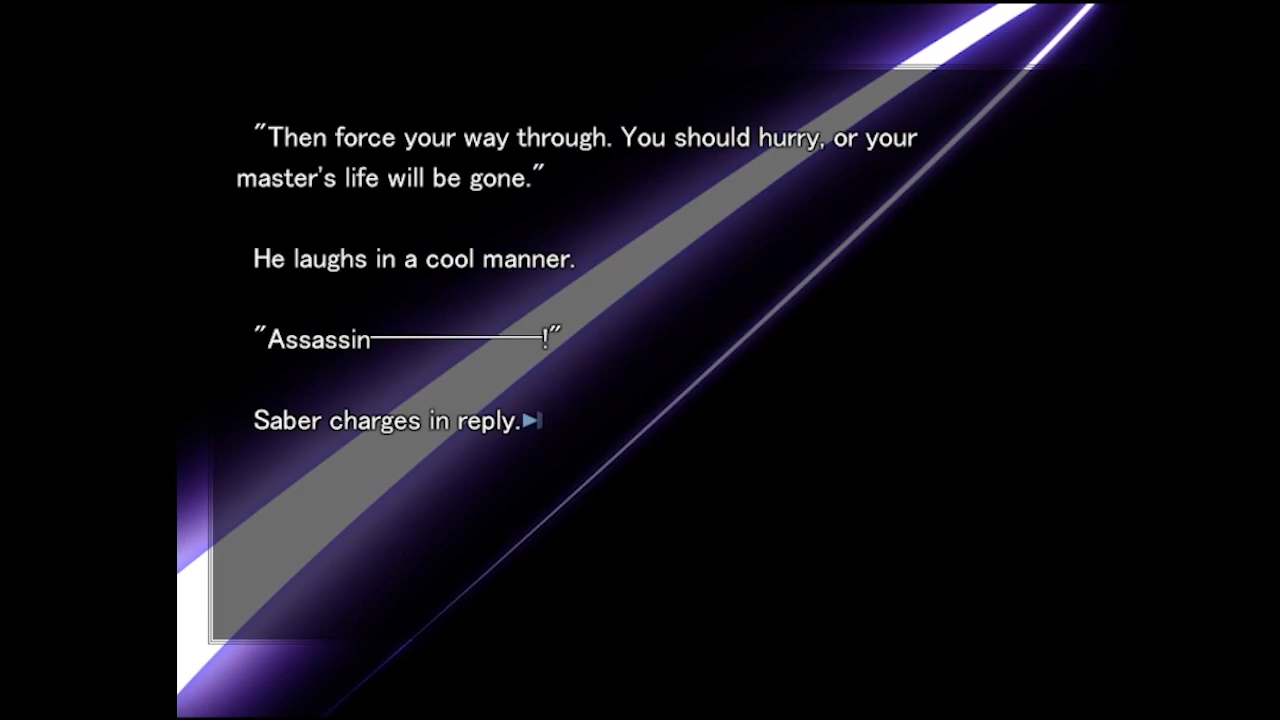 "Then force your way through. You should hurry, or your
master's life will be gone."
He laughs in a cool manner.
"Assassin――――――!"
Saber charges in reply.